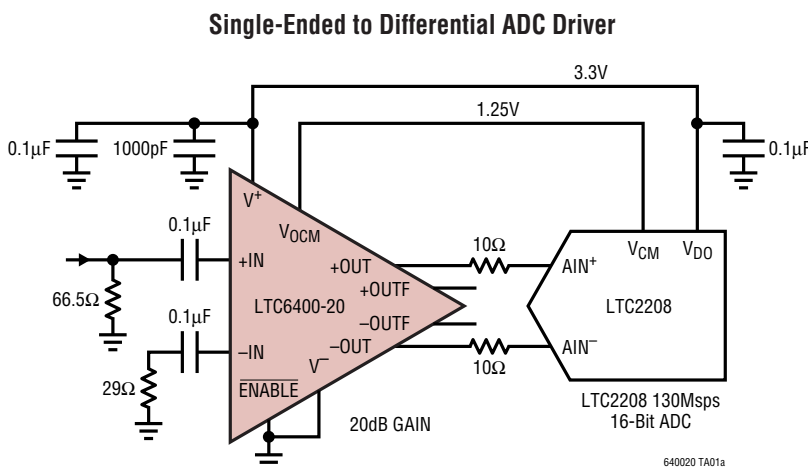 Single-Ended to Differential ADC Driver
3.3V
1.25V
0.1µF
1000pF
0.1µF
V+
VOCM
VCM
VDO
0.1µF
+IN
+OUT
10Ω
AIN+
+OUTF
66.5Ω
LTC6400-20
LTC2208
0.1µF
–OUTF
–IN
–OUT
10Ω
AIN–
V–
ENABLE
29Ω
20dB GAIN
LTC2208 130Msps
16-Bit ADC
640020 TA01a